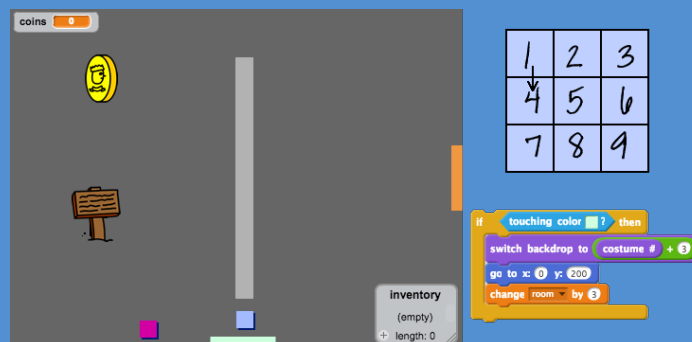 coins 0
1 2 3
4 5 6
7 8 9
if touching color ? then
switch backdrop to costume # + 3
go to x: 0 y: 200
change room by 3
inventory
(empty)
+ length: 0